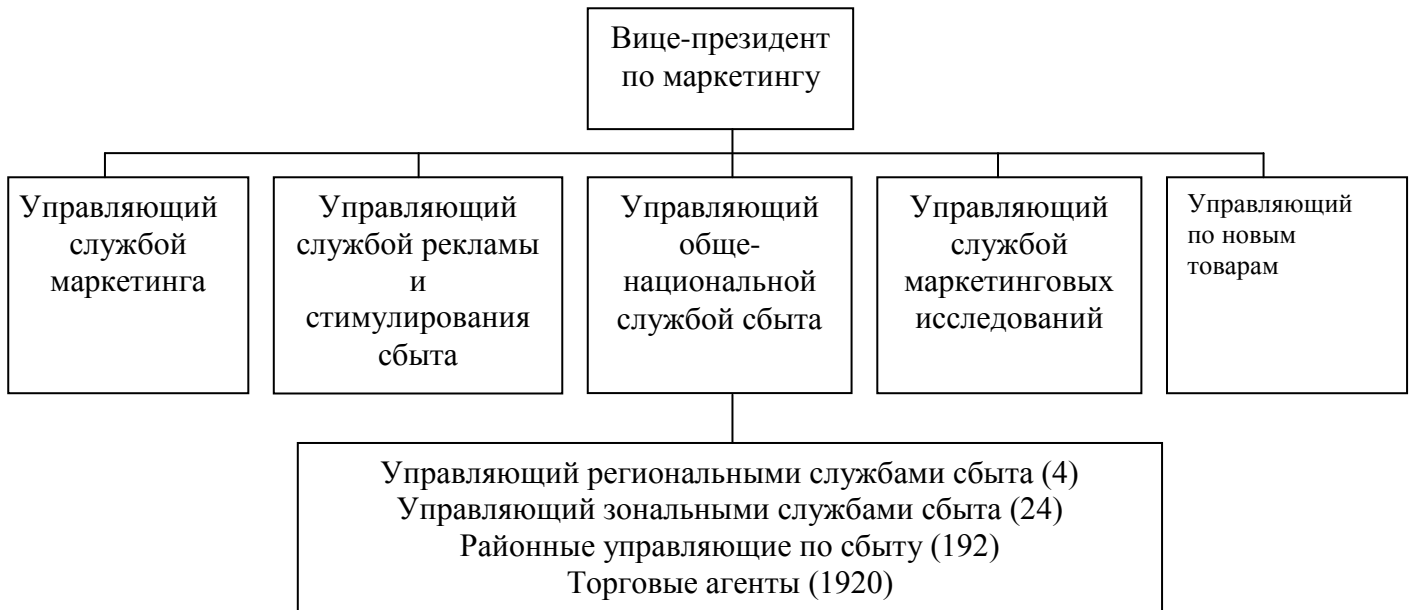 Вице-президент
по маркетингу
Управляющий
службой
маркетинга
Управляющий
службой рекламы
и
стимулирования
сбыта
Управляющий
обще-
национальной
службой сбыта
Управляющий
службой
маркетинговых
исследований
Управляющий
по новым
товарам
Управляющий региональными службами сбыта (4)
Управляющий зональными службами сбыта (24)
Районные управляющие по сбыту (192)
Торговые агенты (1920)